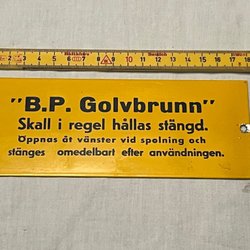 "B.P. Golvbrunn"
Skall i regel hållas stängd.
Öppnas åt vänster vid spolning och
stänges omedelbart efter användningen.